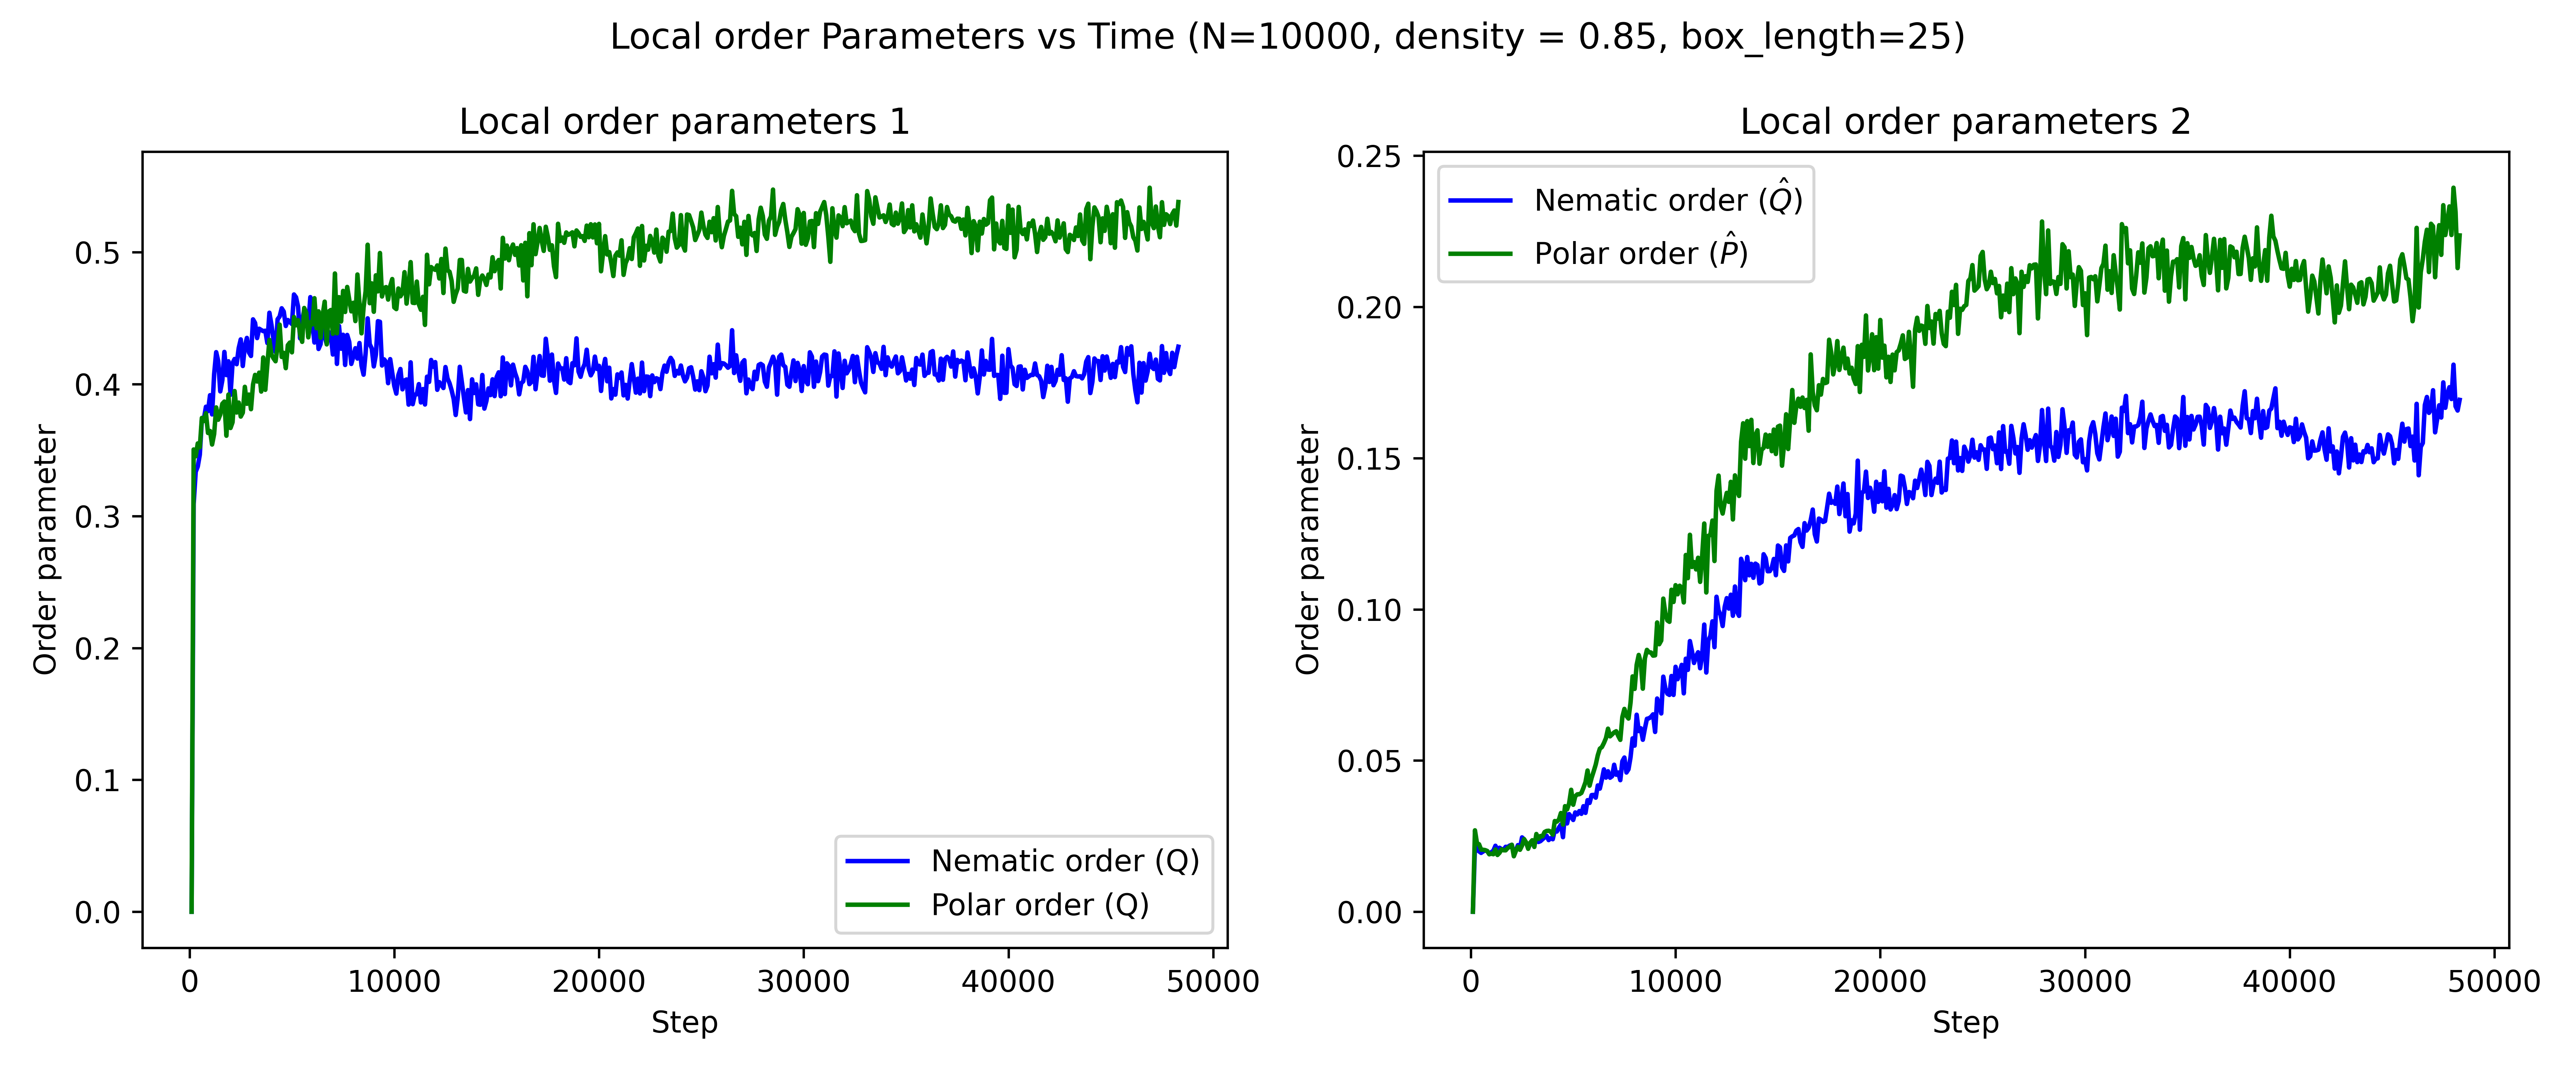 Local order Parameters vs Time (N=10000, density = 0.85, box_length=25)
Local order parameters 1
Order parameter
0.5
0.4
0.3
0.2
0.1
0.0
Nematic order (Q)
Polar order (Q)
0 10000 20000 30000 40000 50000
Step
Local order parameters 2
Order parameter
0.25
0.20
0.15
0.10
0.05
0.00
Nematic order (Q̂)
Polar order (P̂)
0 10000 20000 30000 40000 50000
Step